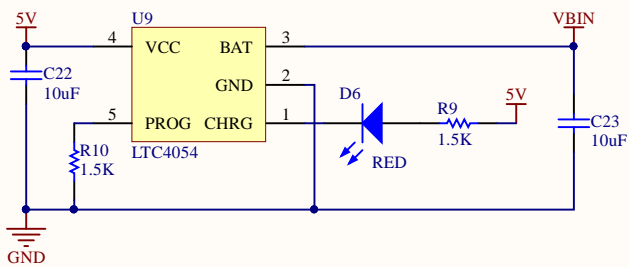 5V
U9
VBIN
4
VCC
BAT
3
C22
10uF
GND
2
D6
R9
5V
5
PROG
CHRG
1
C23
10uF
R10
1.5K
LTC4054
RED
1.5K
GND